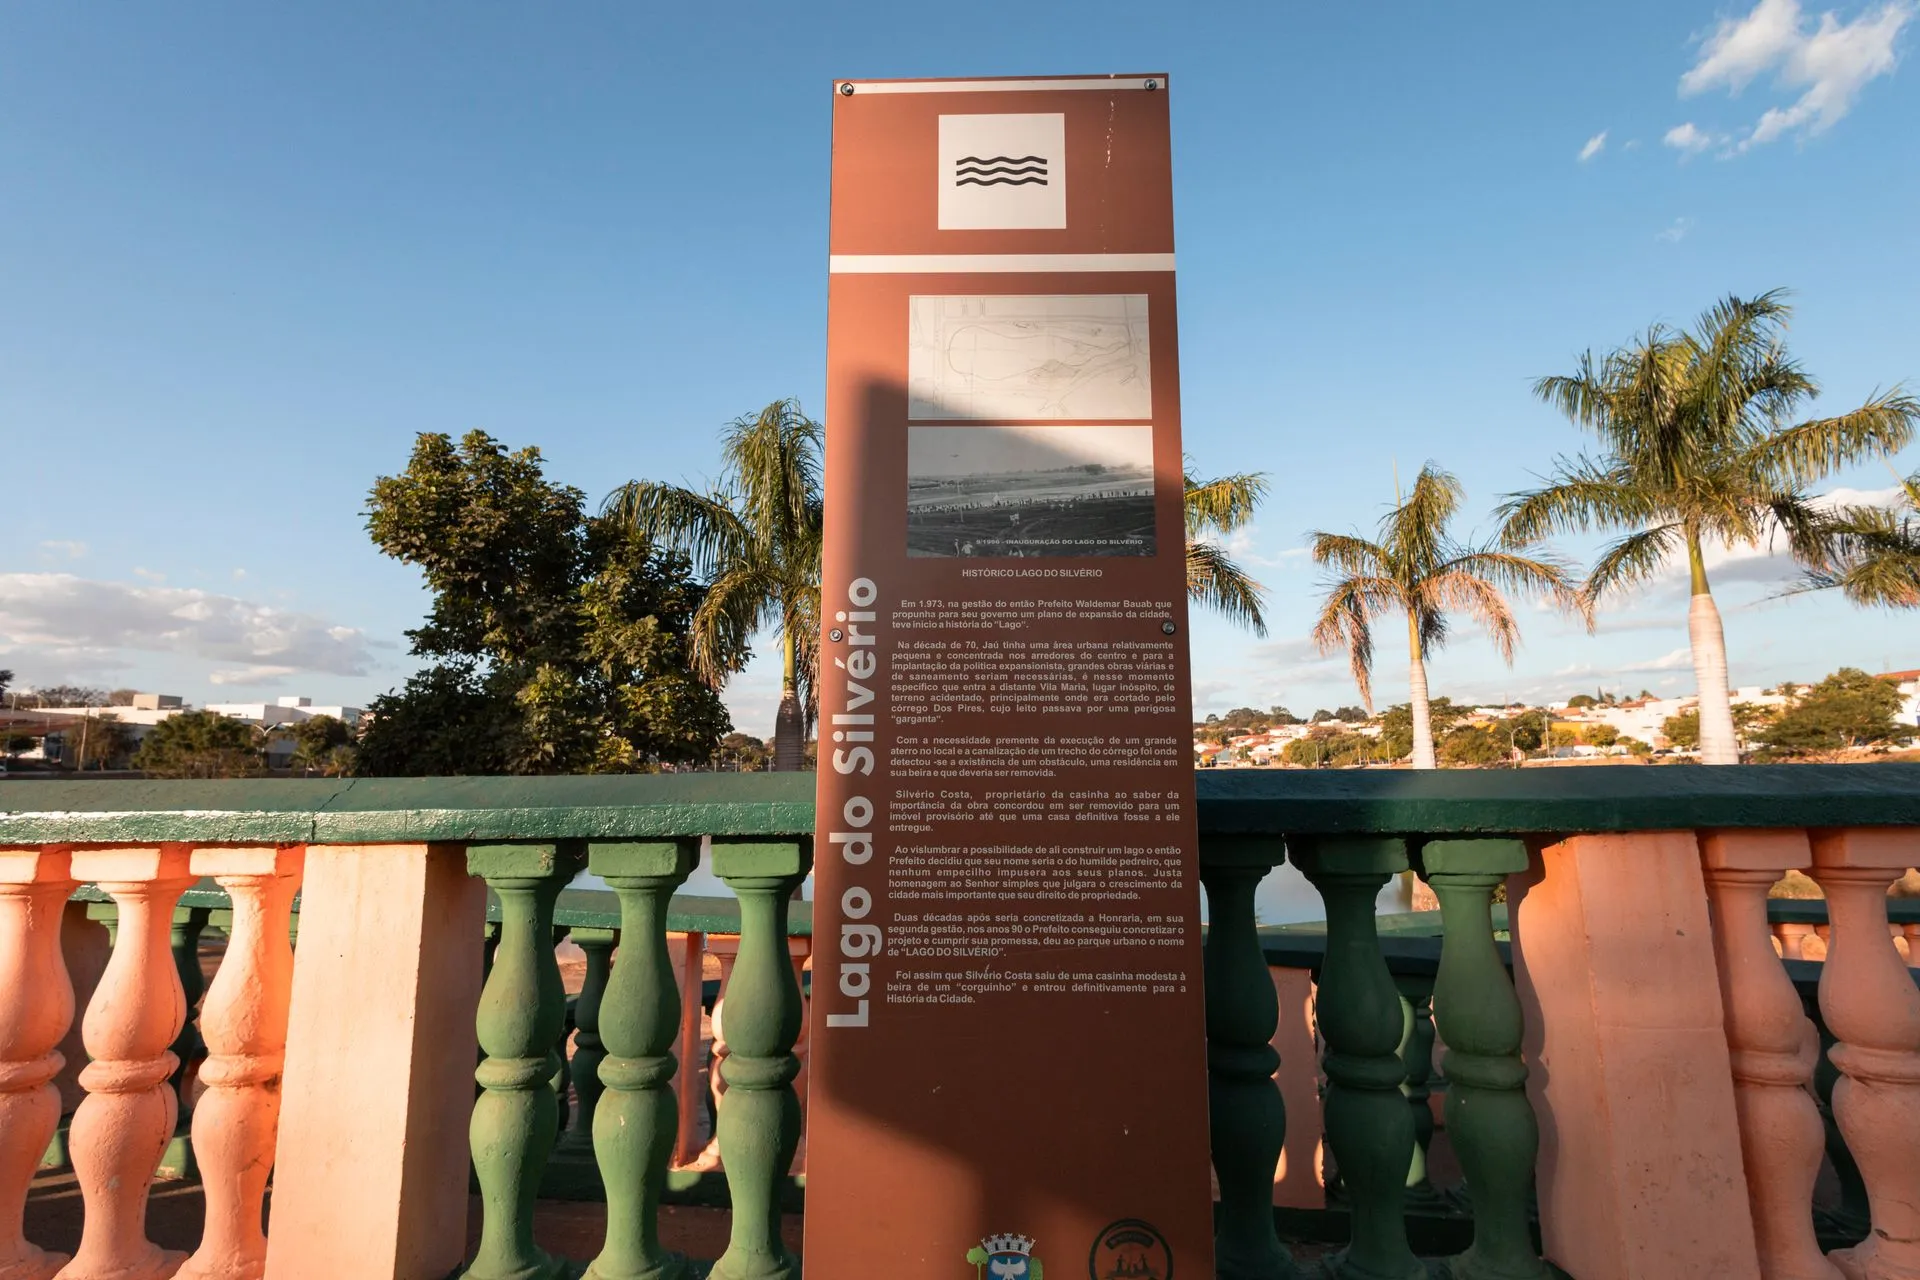 Lago do Silvério
5/1996 - INAUGURAÇÃO DO LAGO DO SILVÉRIO
HISTÓRICO LAGO DO SILVÉRIO
Em 1.973, na gestão do então Prefeito Waldemar Bauab que
propunha para seu governo um plano de expansão da cidade,
teve início a história do "Lago".
Na década de 70, Jaú tinha uma área urbana relativamente
pequena e concentrada nos arredores do centro e para a
implantação da política expansionista, grandes obras viárias e
de saneamento seriam necessárias, é nesse momento
específico que entra a distante Vila Maria, lugar inóspito, de
terreno acidentado, principalmente onde era cortado pelo
córrego Dos Pires, cujo leito passava por uma perigosa
"garganta".
Com a necessidade premente da execução de um grande
aterro no local e a canalização de um trecho do córrego foi onde
detectou -se a existência de um obstáculo, uma residência em
sua beira e que deveria ser removida.
Silvério Costa, proprietário da casinha ao saber da
importância da obra concordou em ser removido para um
imóvel provisório até que uma casa definitiva fosse a ele
entregue.
Ao vislumbrar a possibilidade de ali construir um lago o então
Prefeito decidiu que seu nome seria o do humilde pedreiro, que
nenhum empecilho impusera aos seus planos. Justa
homenagem ao Senhor simples que julgara o crescimento da
cidade mais importante que seu direito de propriedade.
Duas décadas após seria concretizada a Honraria, em sua
segunda gestão, nos anos 90 o Prefeito conseguiu concretizar o
projeto e cumprir sua promessa, deu ao parque urbano o nome
de "LAGO DO SILVÉRIO".
Foi assim que Silvério Costa saiu de uma casinha modesta à
beira de um "corguinho" e entrou definitivamente para a
História da Cidade.